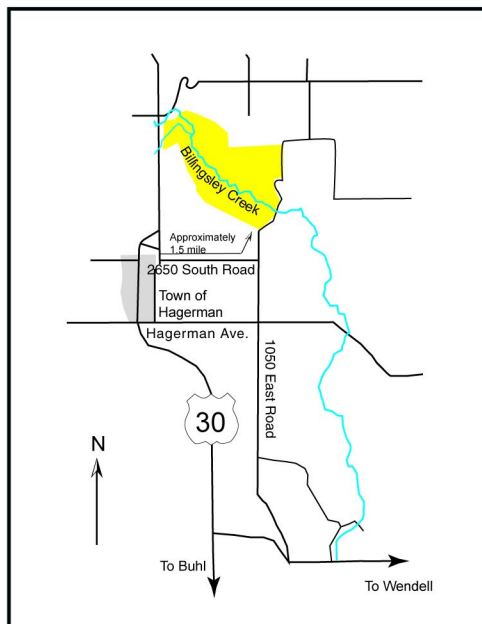 Billingsley Creek
Approximately
1.5 mile
2650 South Road
Town of
Hagerman
Hagerman Ave.
1050 East Road
30
N
To Buhl
To Wendell